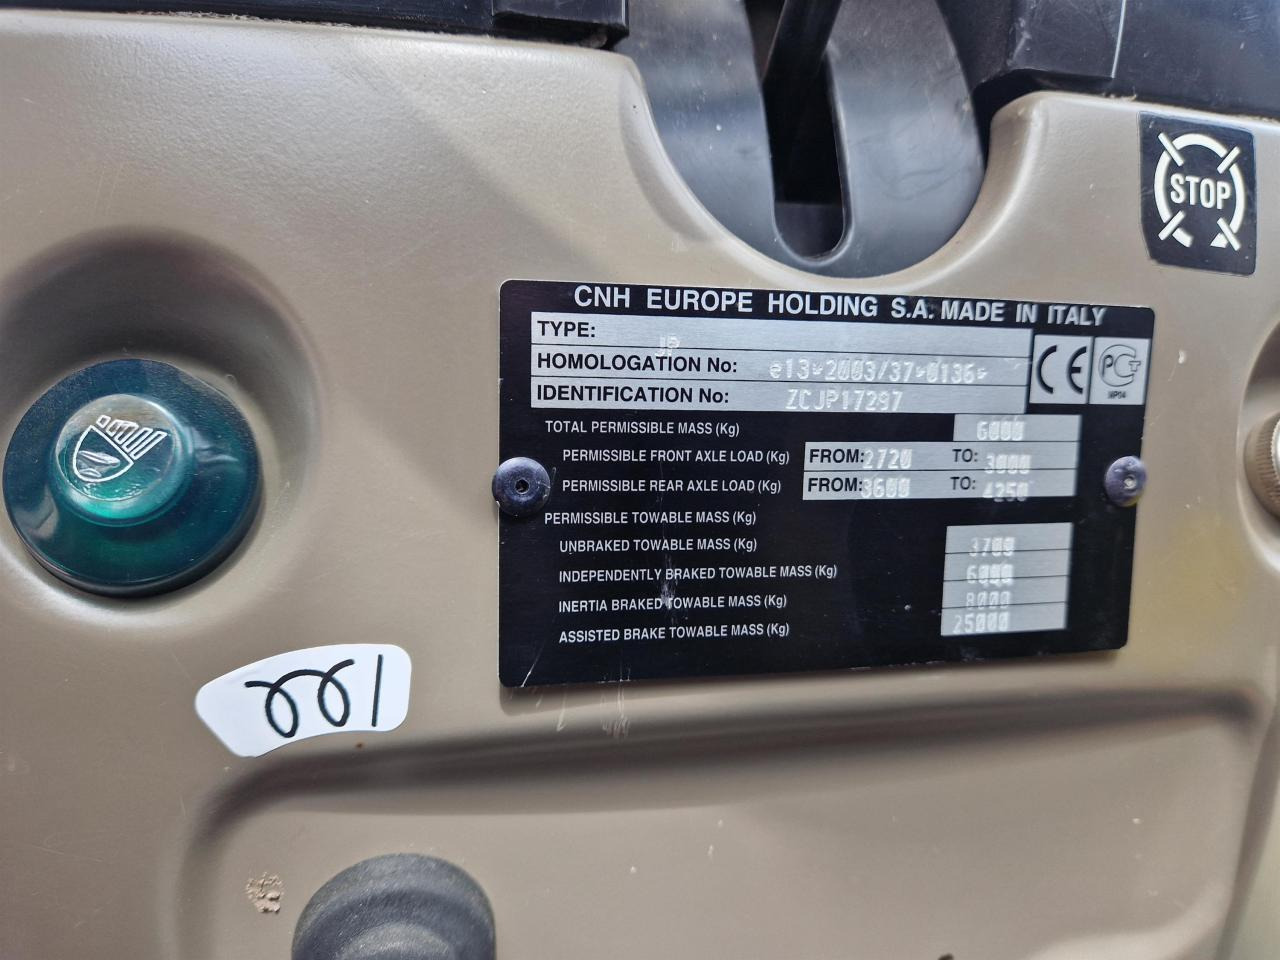 STOP
CNH EUROPE HOLDING S.A. MADE IN ITALY
TYPE: JP
HOMOLOGATION No: e13*2003/37*0136*
IDENTIFICATION No: ZCJP17297
TOTAL PERMISSIBLE MASS (Kg) 6000
PERMISSIBLE FRONT AXLE LOAD (Kg) FROM: 2720 TO: 3000
PERMISSIBLE REAR AXLE LOAD (Kg) FROM: 3600 TO: 4250
PERMISSIBLE TOWABLE MASS (Kg)
UNBRAKED TOWABLE MASS (Kg) 3700
INDEPENDENTLY BRAKED TOWABLE MASS (Kg) 6000
INERTIA BRAKED TOWABLE MASS (Kg) 8000
ASSISTED BRAKE TOWABLE MASS (Kg) 25000
CE